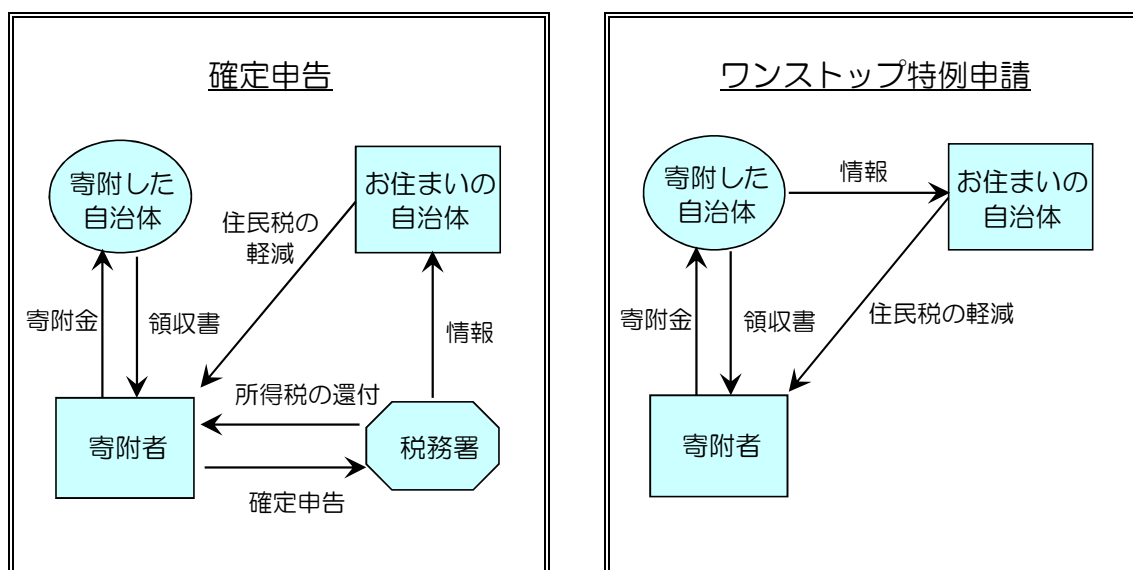 確定申告
寄附した
自治体
お住まいの
自治体
住民税の
軽減
寄附金
領収書
情報
所得税の還付
寄附者
税務署
確定申告
ワンストップ特例申請
寄附した
自治体
情報
お住まいの
自治体
寄附金
領収書
住民税の軽減
寄附者